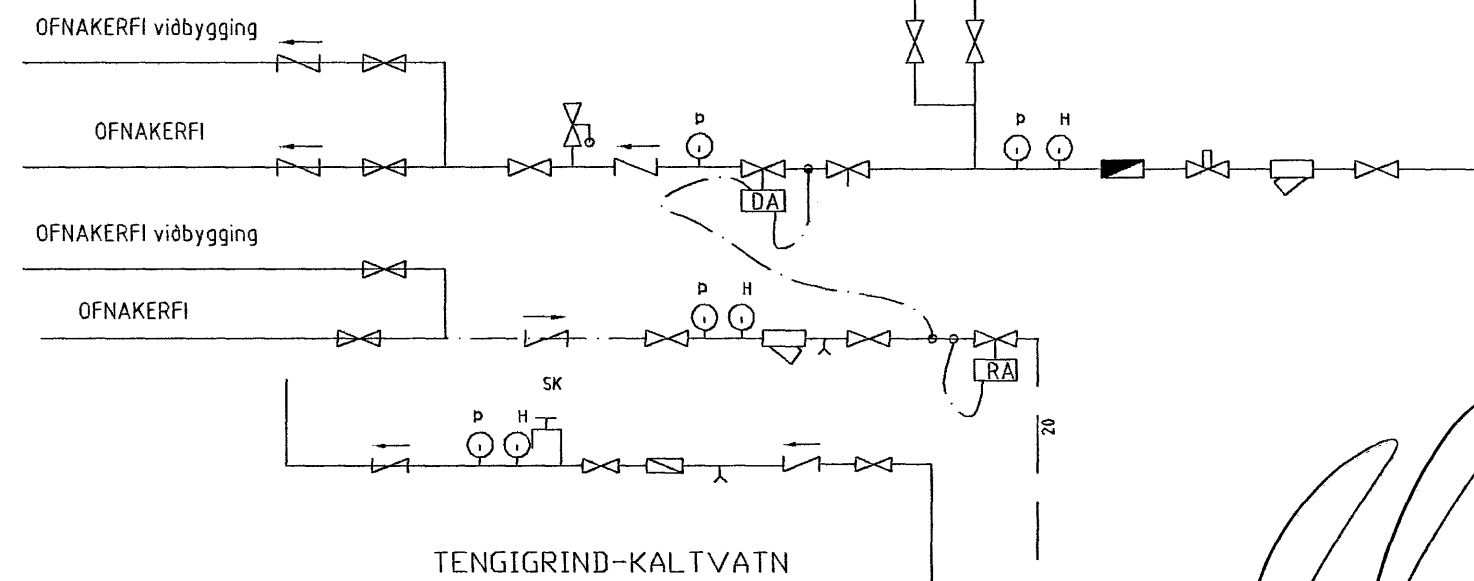 OFNAKERFI viðbygging
OFNAKERFI
Þ
Þ H
DA
OFNAKERFI viðbygging
OFNAKERFI
Þ H
RA
SK
Þ H
20
TENGIGRIND-KALTVATN